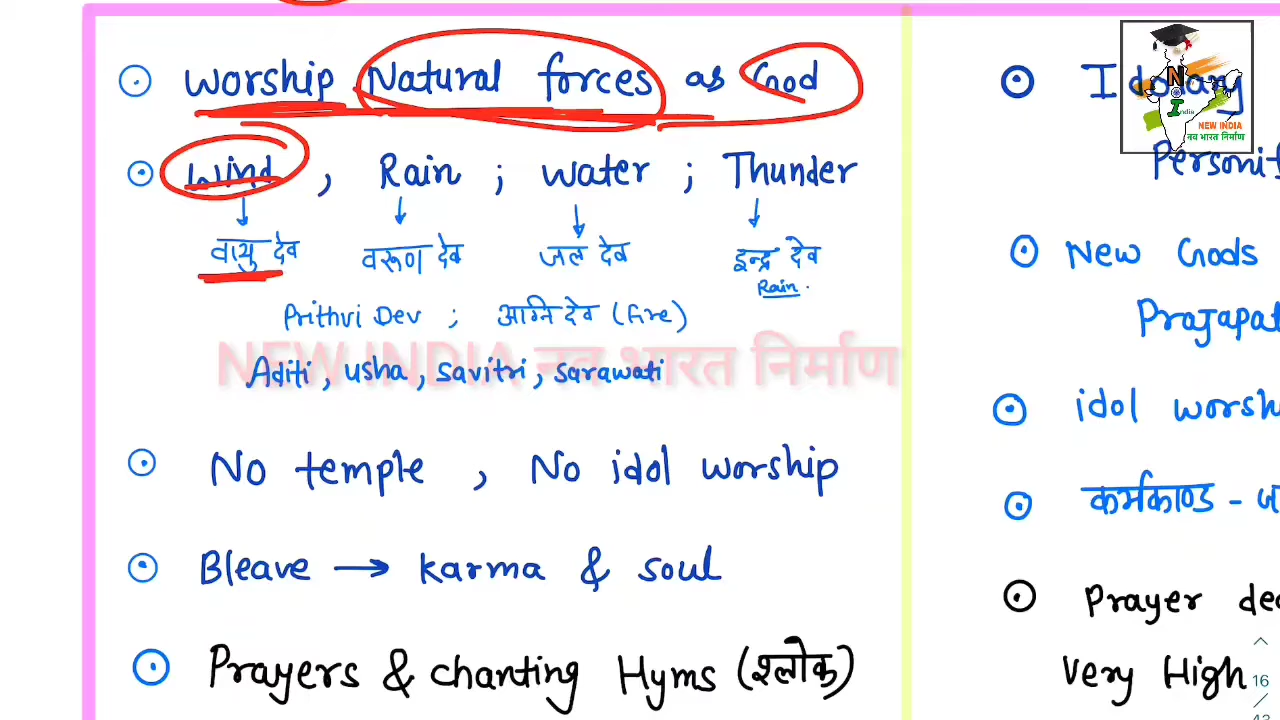 worship Natural forces as God
Wind , Rain ; water ; Thunder
वायु देव वरूण देव जल देव इन्द्र देव
Rain.
Prithvi Dev ; अग्नि देव (fire)
NEW INDIA नव भारत निर्माण
Aditi , usha , savitri , sarawati
No temple , No idol worship
Bleave → karma & soul
Prayers & chanting Hyms (श्लोक)
NEW INDIA
नव भारत निर्माण
New Gods
idol
कर्मकाण्ड -
Prayer
Very High
16